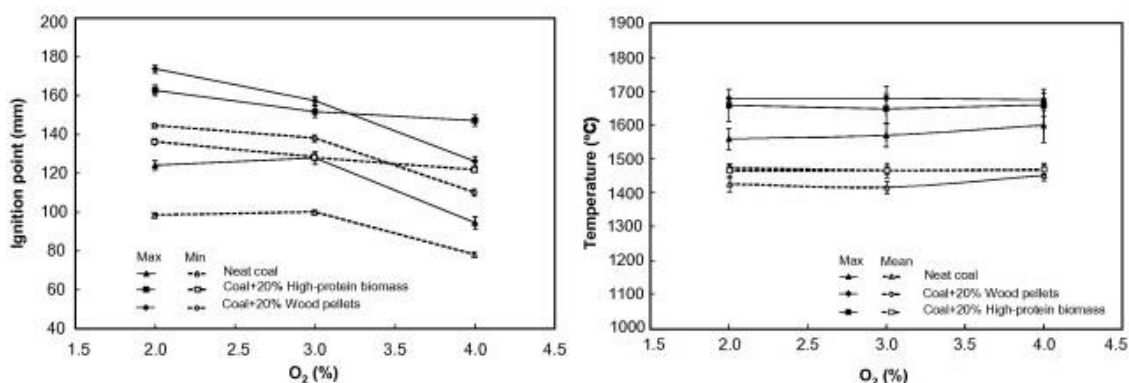 200
180
160
140
120
100
80
60
40
Ignition point (mm)
Max Min
Neat coal
Coal+20% High-protein biomass
Coal+20% Wood pellets
1.5 2.0 2.5 3.0 3.5 4.0 4.5
O2 (%)
1900
1800
1700
1600
1500
1400
1300
1200
1100
1000
Temperature (°C)
Max Mean
Neat coal
Coal+20% Wood pellets
Coal+20% High-protein biomass
1.5 2.0 2.5 3.0 3.5 4.0 4.5
O2 (%)